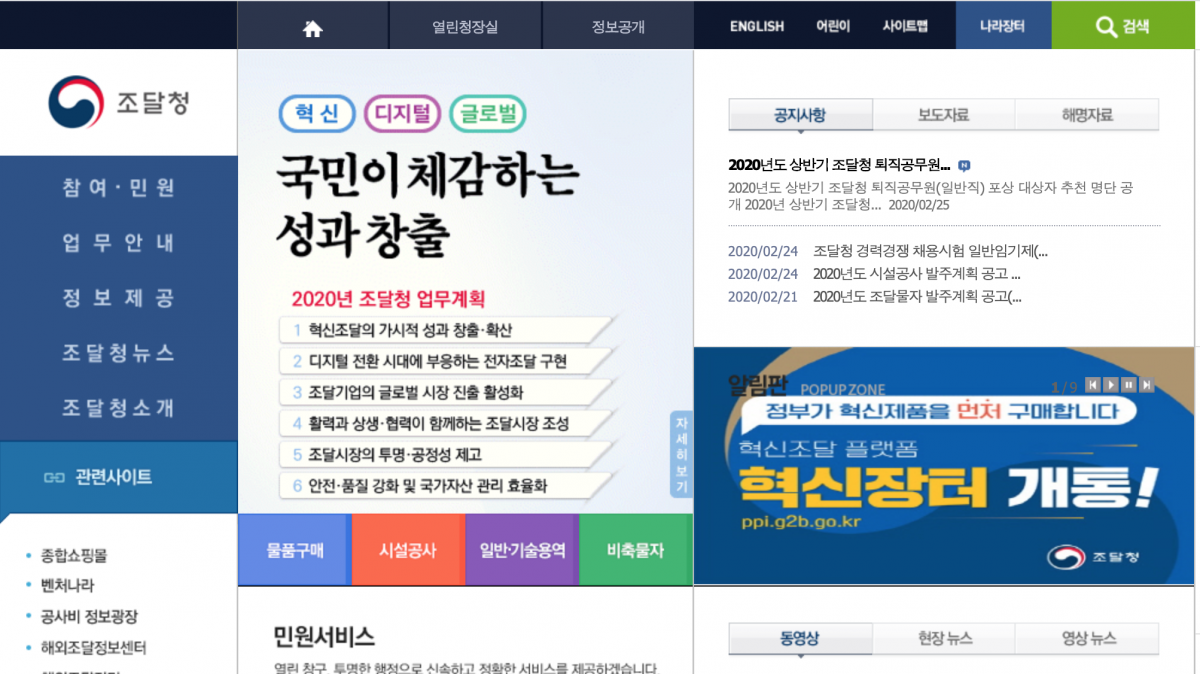 열린청장실
정보공개
ENGLISH
어린이
사이트맵
나라장터
검색
조달청
참여·민원
업무안내
정보제공
조달청뉴스
조달청소개
관련사이트
종합쇼핑몰
벤처나라
공사비 정보광장
해외조달정보센터
혁신 디지털 글로벌
국민이 체감하는
성과 창출
2020년 조달청 업무계획
1 혁신조달의 가시적 성과 창출·확산
2 디지털 전환 시대에 부응하는 전자조달 구현
3 조달기업의 글로벌 시장 진출 활성화
4 활력과 상생·협력이 함께하는 조달시장 조성
5 조달시장의 투명·공정성 제고
6 안전·품질 강화 및 국가자산 관리 효율화
자세히보기
물품구매
시설공사
일반·기술용역
비축물자
민원서비스
열린 창구, 투명한 행정으로 신속하고 정확한 서비스를 제공하겠습니다.
공지사항
보도자료
해명자료
2020년도 상반기 조달청 퇴직공무원... N
2020년도 상반기 조달청 퇴직공무원(일반직) 포상 대상자 추천 명단 공
개 2020년 상반기 조달청... 2020/02/25
2020/02/24 조달청 경력경쟁 채용시험 일반임기제(...
2020/02/24 2020년도 시설공사 발주계획 공고 ...
2020/02/21 2020년도 조달물자 발주계획 공고(...
알림판 POPUP ZONE 1/9
정부가 혁신제품을 먼저 구매합니다
혁신조달 플랫폼
혁신장터 개통!
ppi.g2b.go.kr
조달청
동영상
현장 뉴스
영상 뉴스